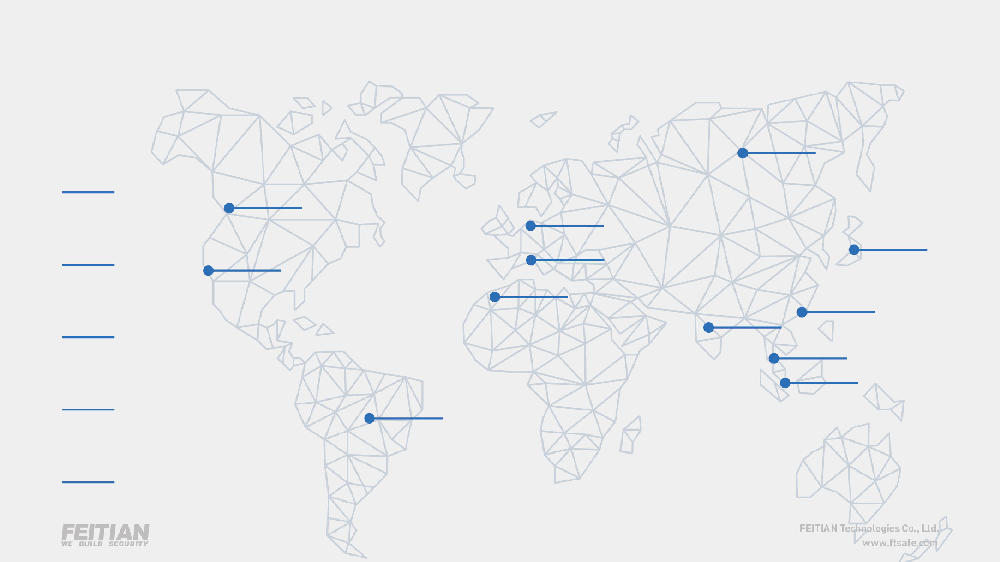 FEITIAN
WE BUILD SECURITY
FEITIAN Technologies Co., Ltd.
www.ftsafe.com